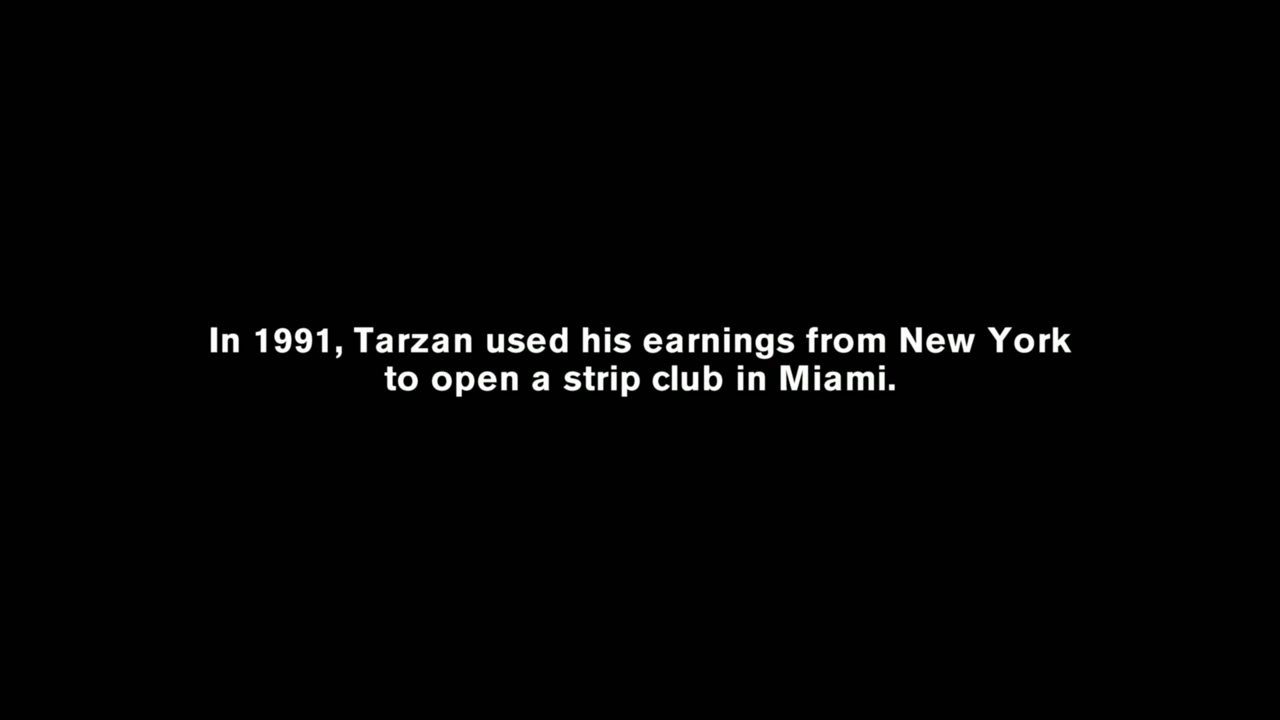 In 1991, Tarzan used his earnings from New York
to open a strip club in Miami.